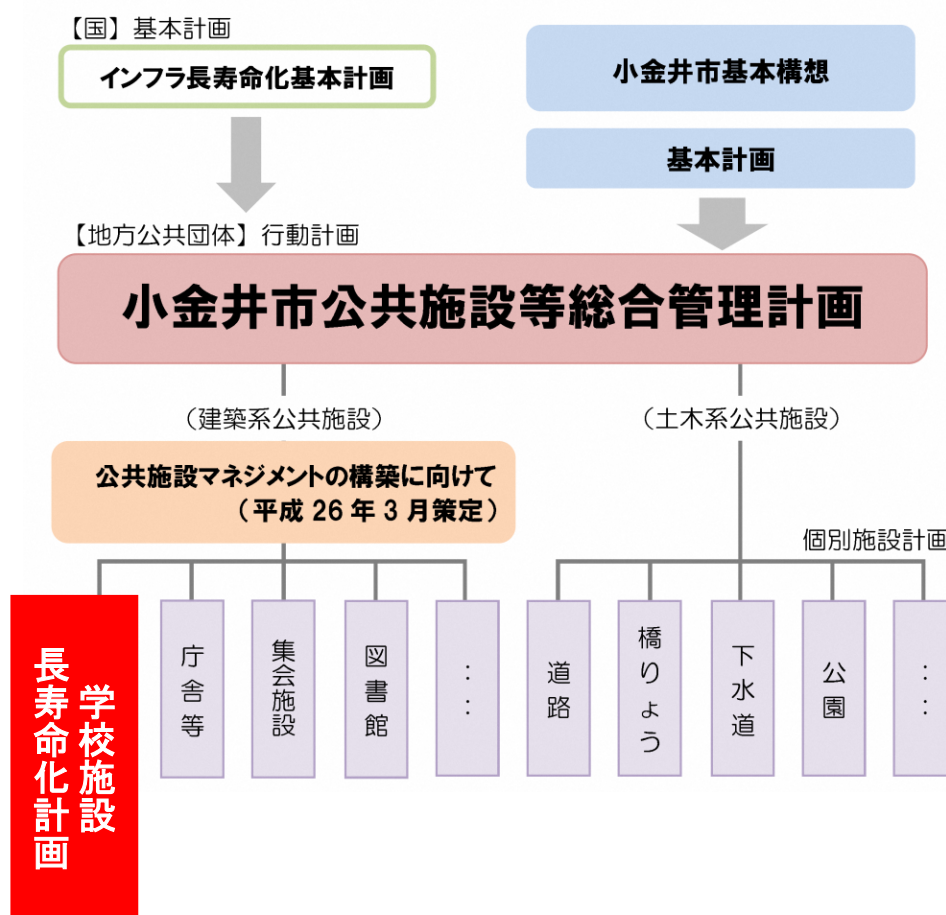 【国】基本計画
インフラ長寿命化基本計画
小金井市基本構想
基本計画
【地方公共団体】行動計画
小金井市公共施設等総合管理計画
（建築系公共施設）
（土木系公共施設）
公共施設マネジメントの構築に向けて
（平成 26 年 3 月策定）
個別施設計画
学校施設
長寿命化計画
庁舎等
集会施設
図書館
：：
道路
橋りょう
下水道
公園
：：